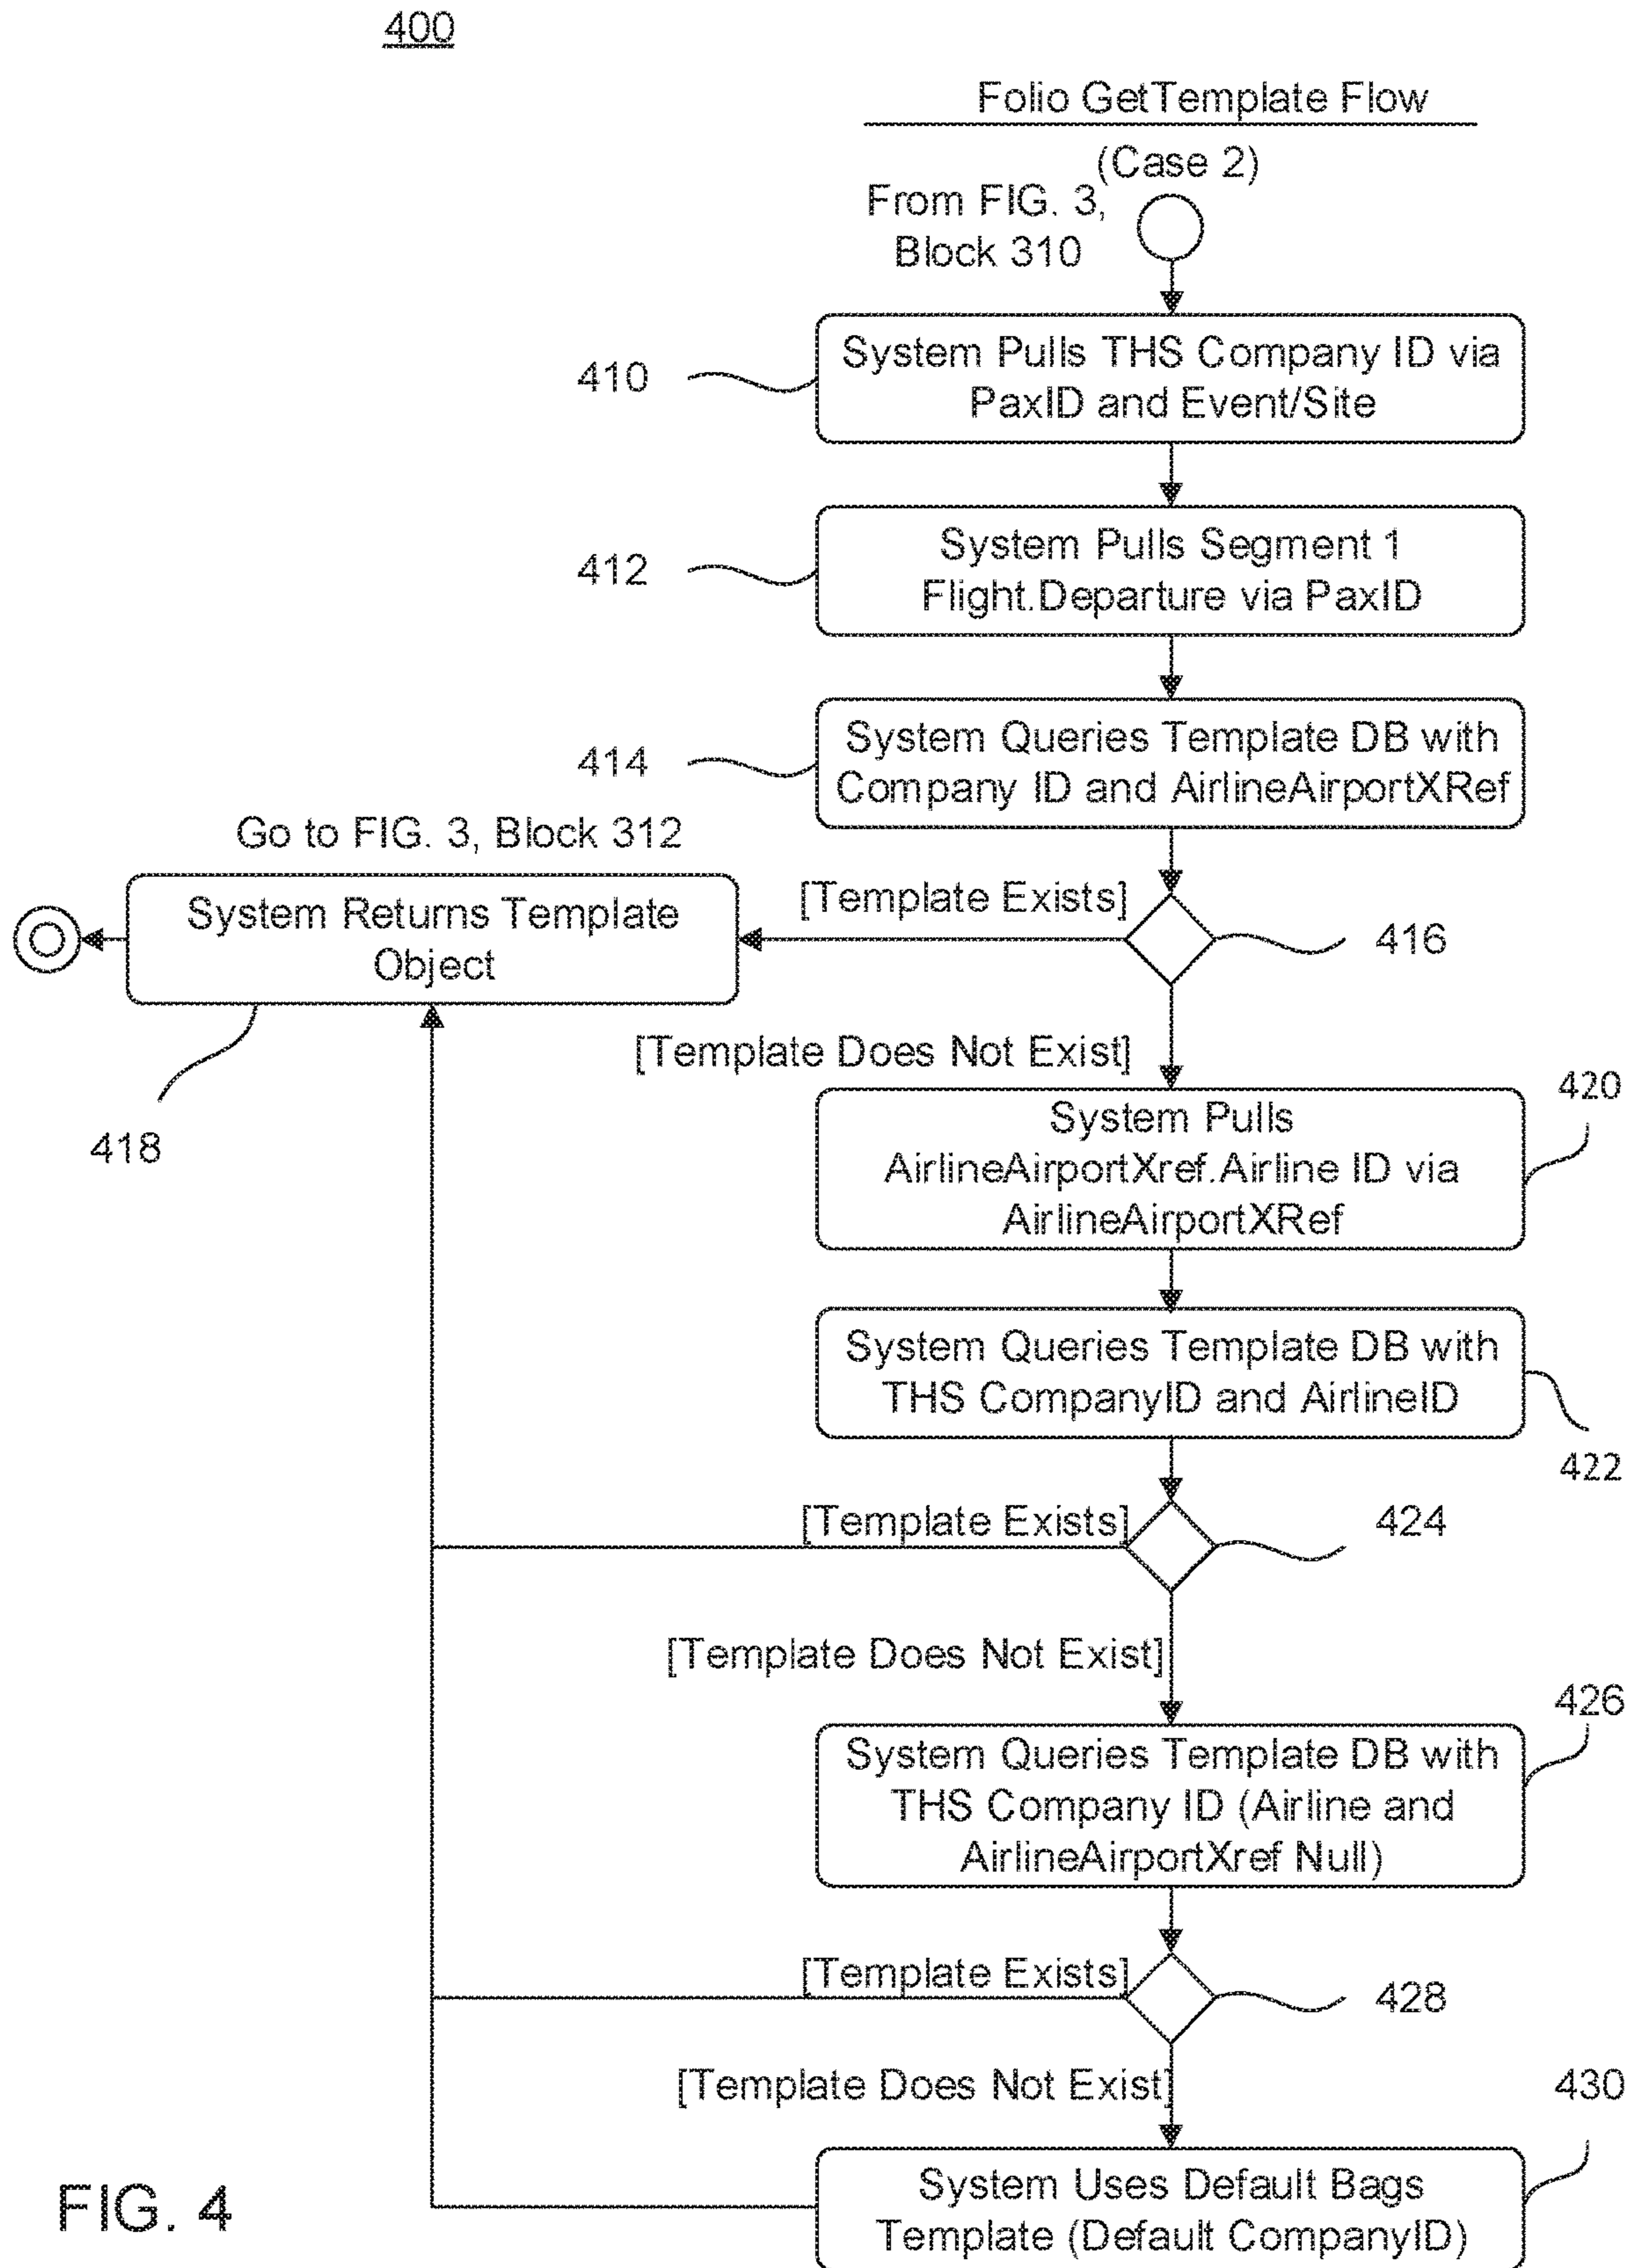 400
Folio GetTemplate Flow
(Case 2)
From FIG. 3,
Block 310
410
System Pulls THS Company ID via
PaxID and Event/Site
412
System Pulls Segment 1
Flight.Departure via PaxID
414
System Queries Template DB with
Company ID and AirlineAirportXRef
Go to FIG. 3, Block 312
System Returns Template
Object
[Template Exists]
416
418
[Template Does Not Exist]
420
System Pulls
AirlineAirportXref.Airline ID via
AirlineAirportXRef
System Queries Template DB with
THS CompanyID and AirlineID
422
[Template Exists]
424
[Template Does Not Exist]
426
System Queries Template DB with
THS Company ID (Airline and
AirlineAirportXref Null)
[Template Exists]
428
[Template Does Not Exist]
430
System Uses Default Bags
Template (Default CompanyID)
FIG. 4